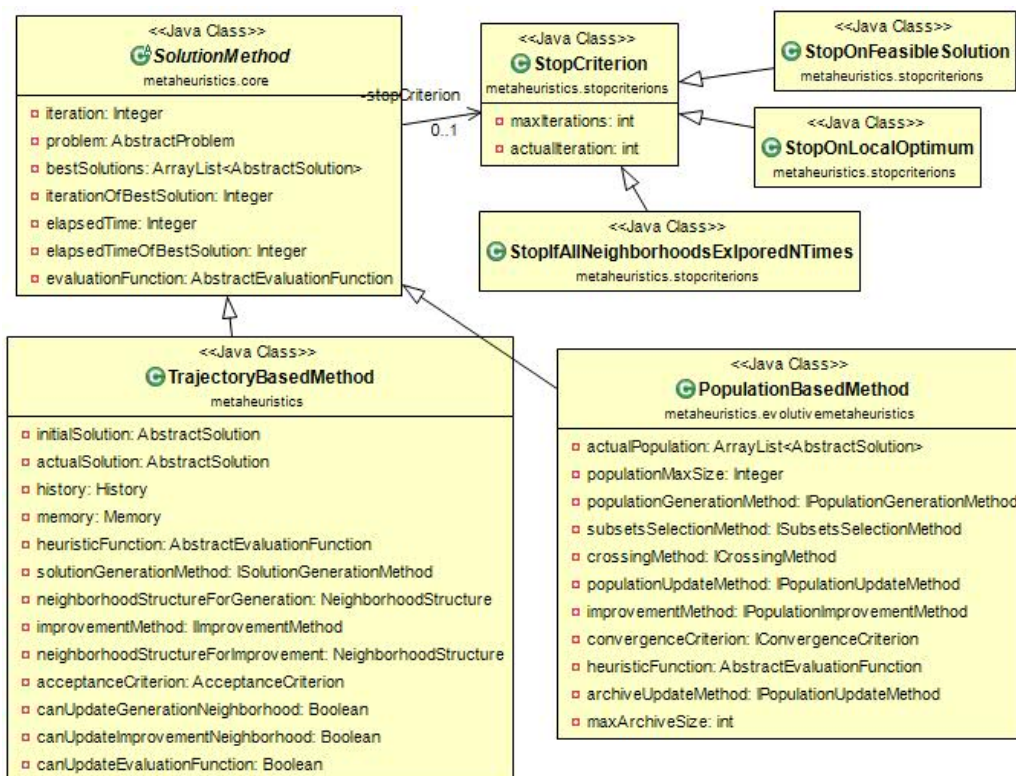 <<Java Class>>
SolutionMethod
metaheuristics.core
iteration: Integer
problem: AbstractProblem
bestSolutions: ArrayList<AbstractSolution>
iterationOfBestSolution: Integer
elapsedTime: Integer
elapsedTimeOfBestSolution: Integer
evaluationFunction: AbstractEvaluationFunction
-stopCriterion
0..1
<<Java Class>>
StopCriterion
metaheuristics.stopcriterions
maxIterations: int
actualIteration: int
<<Java Class>>
StopOnFeasibleSolution
metaheuristics.stopcriterions
<<Java Class>>
StopOnLocalOptimum
metaheuristics.stopcriterions
<<Java Class>>
StopIfAllNeighborhoodsExlporedNTimes
metaheuristics.stopcriterions
<<Java Class>>
TrajectoryBasedMethod
metaheuristics
initialSolution: AbstractSolution
actualSolution: AbstractSolution
history: History
memory: Memory
heuristicFunction: AbstractEvaluationFunction
solutionGenerationMethod: ISolutionGenerationMethod
neighborhoodStructureForGeneration: NeighborhoodStructure
improvementMethod: IImprovementMethod
neighborhoodStructureForImprovement: NeighborhoodStructure
acceptanceCriterion: AcceptanceCriterion
canUpdateGenerationNeighborhood: Boolean
canUpdateImprovementNeighborhood: Boolean
canUpdateEvaluationFunction: Boolean
<<Java Class>>
PopulationBasedMethod
metaheuristics.evolutivemetaheuristics
actualPopulation: ArrayList<AbstractSolution>
populationMaxSize: Integer
populationGenerationMethod: IPopulationGenerationMethod
subsetsSelectionMethod: ISubsetsSelectionMethod
crossingMethod: ICrossingMethod
populationUpdateMethod: IPopulationUpdateMethod
improvementMethod: IPopulationImprovementMethod
convergenceCriterion: IConvergenceCriterion
heuristicFunction: AbstractEvaluationFunction
archiveUpdateMethod: IPopulationUpdateMethod
maxArchiveSize: int